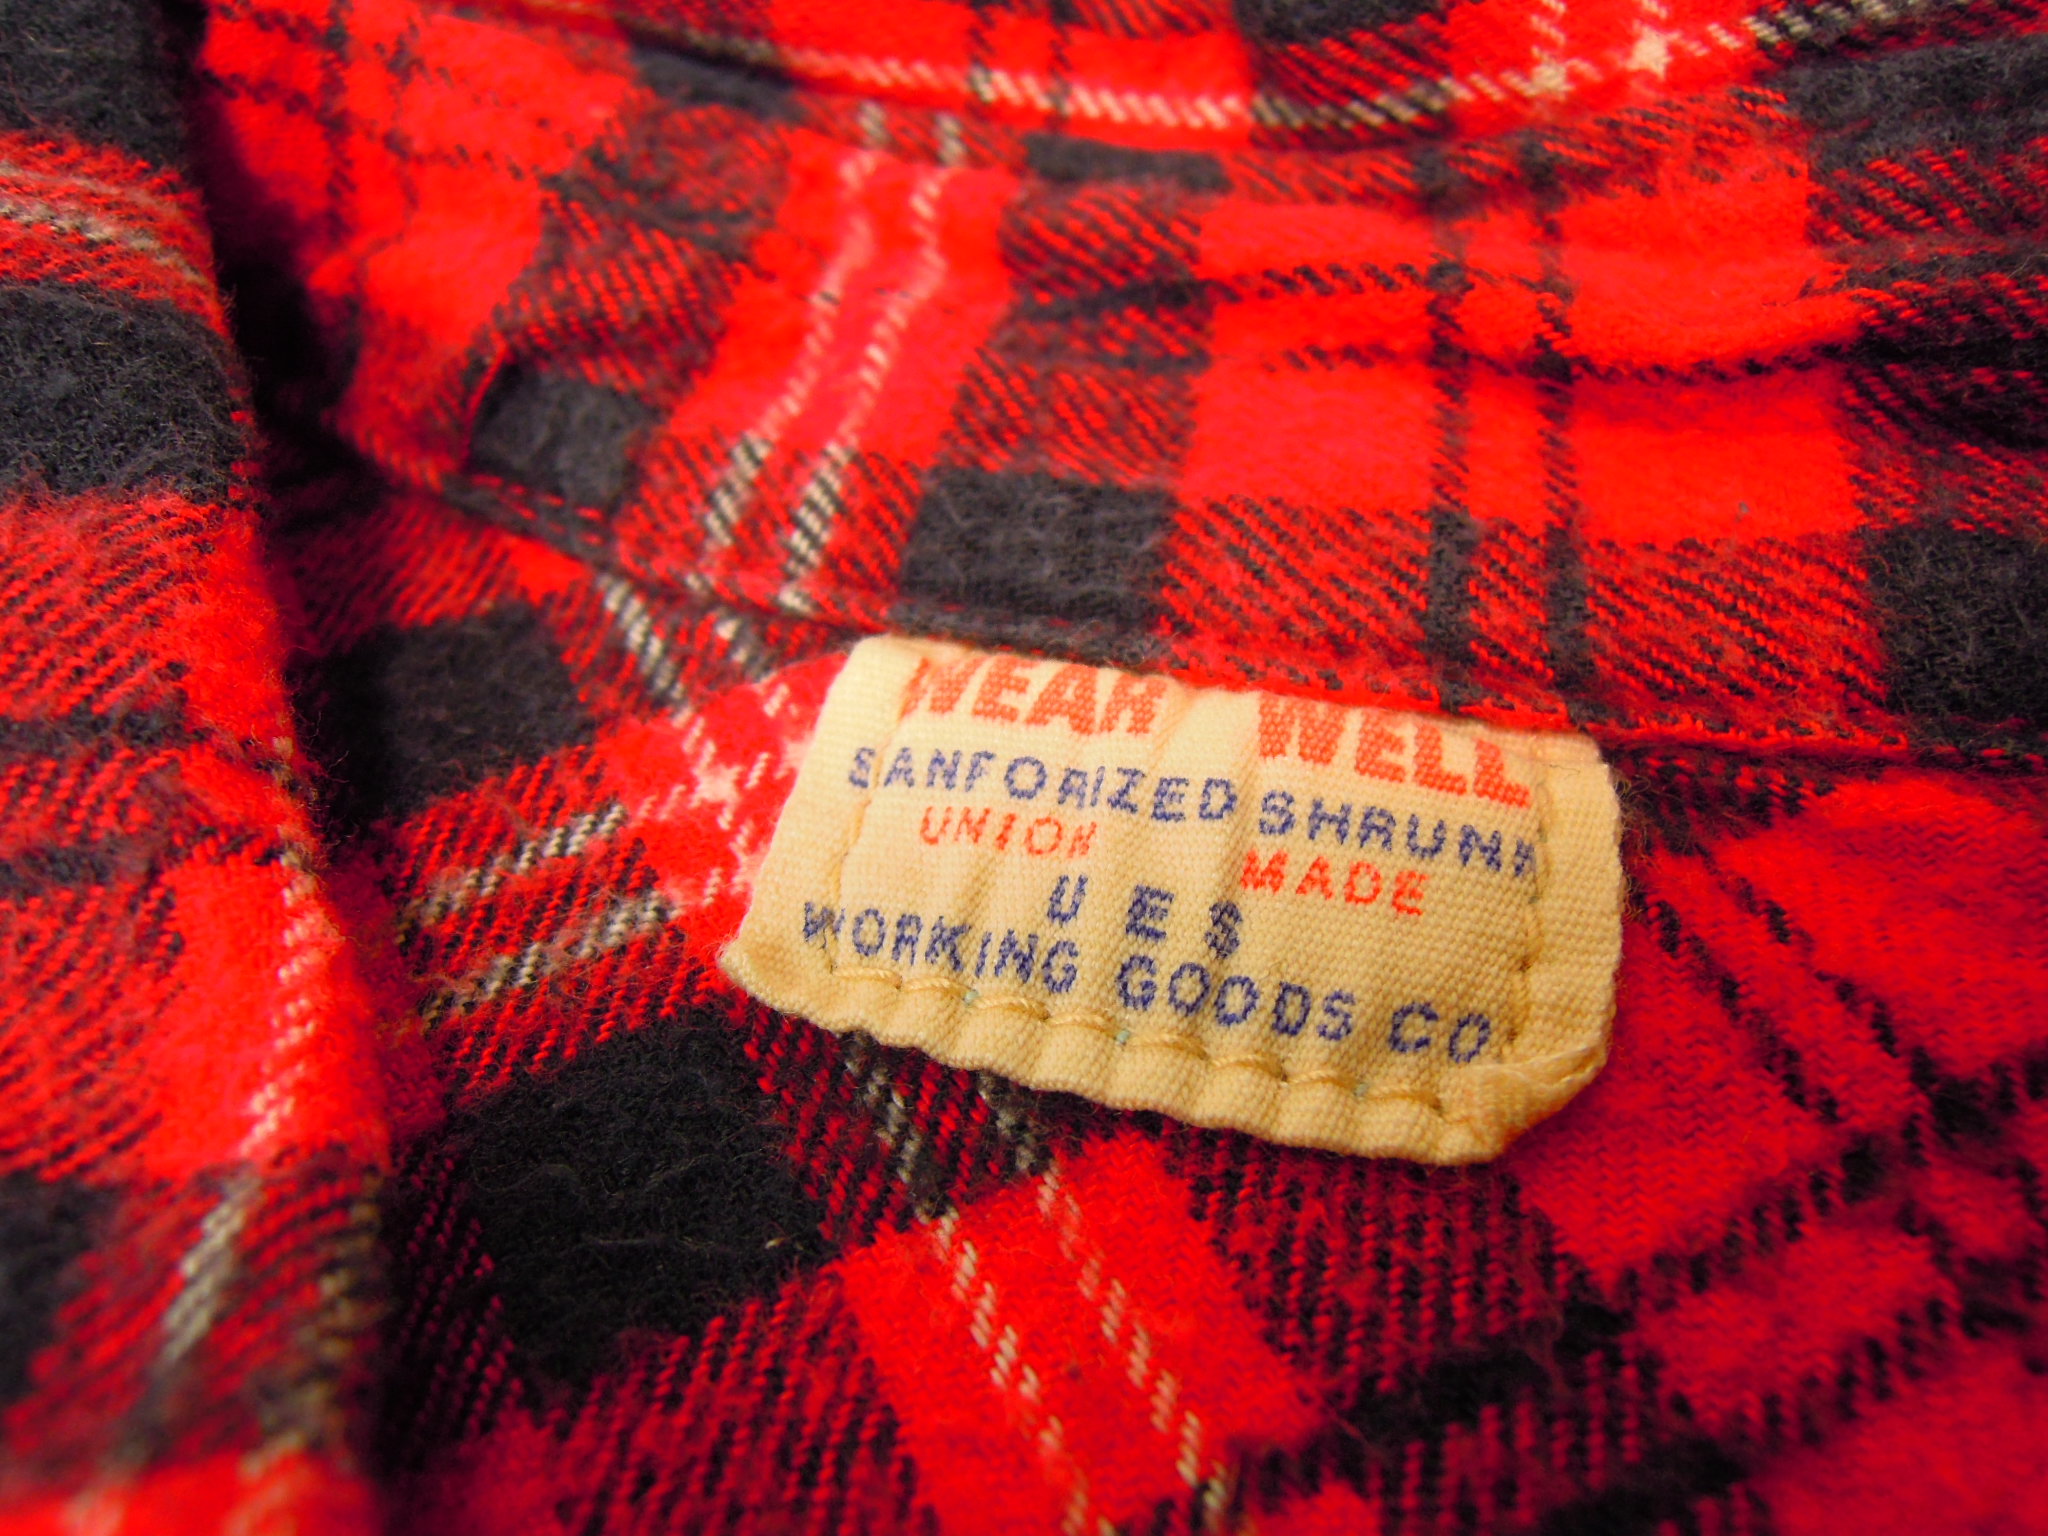 WEAR WELL
SANFORIZED SHRUNK
UNION MADE
U E S
WORKING GOODS CO